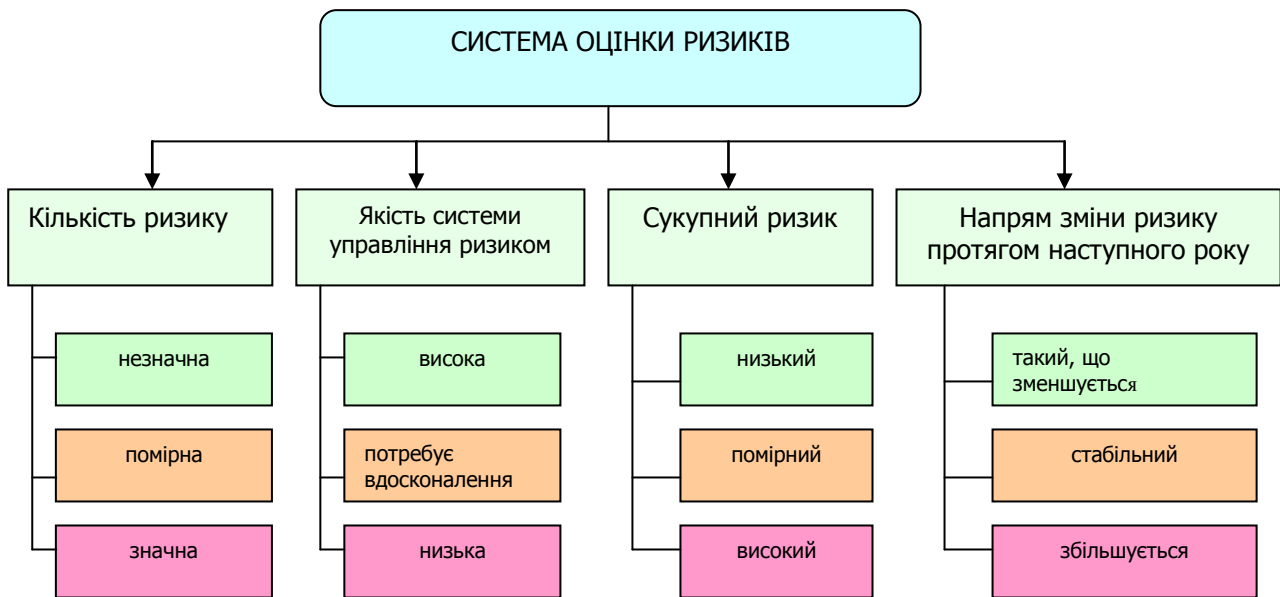 СИСТЕМА ОЦІНКИ РИЗИКІВ
Кількість ризику
Якість системи
управління ризиком
Сукупний ризик
Напрям зміни ризику
протягом наступного року
незначна
висока
низький
такий, що
зменшується
помірна
потребує
вдосконалення
помірний
стабільний
значна
низька
високий
збільшується